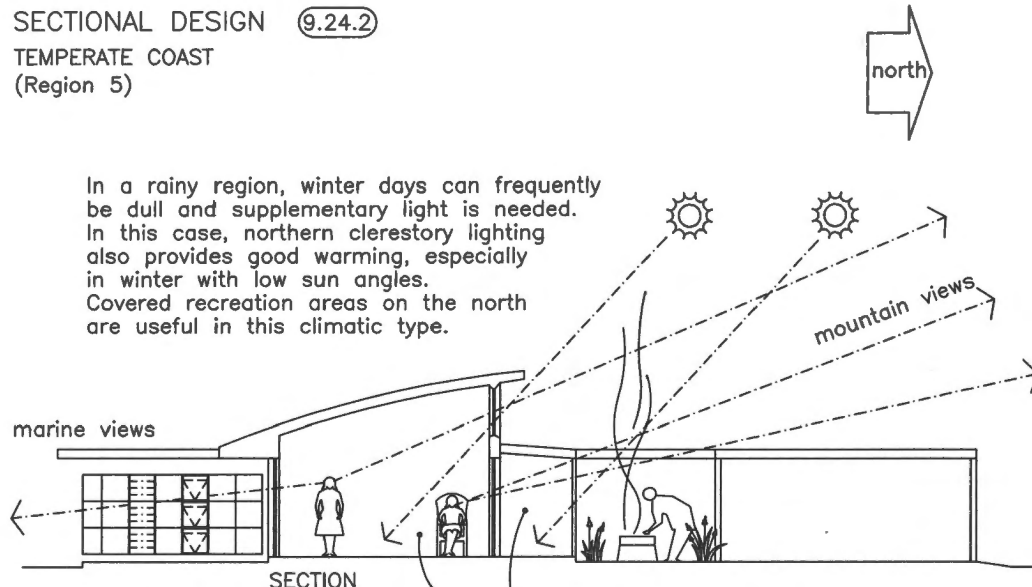 SECTIONAL DESIGN 9.24.2
TEMPERATE COAST
(Region 5)
north
In a rainy region, winter days can frequently
be dull and supplementary light is needed.
In this case, northern clerestory lighting
also provides good warming, especially
in winter with low sun angles.
Covered recreation areas on the north
are useful in this climatic type.
mountain views
marine views
SECTION